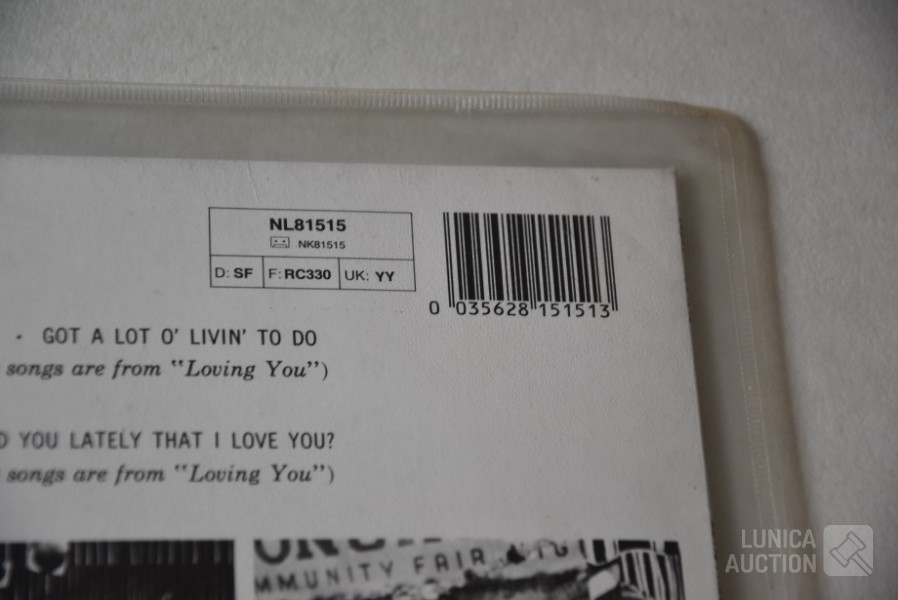 NL81515
NK81515
D: SF F: RC330 UK: YY
0 035628 151513
· GOT A LOT O' LIVIN' TO DO
songs are from "Loving You")
YOU LATELY THAT I LOVE YOU?
songs are from "Loving You")
MMUNITY FAIR
LUNICA
AUCTION